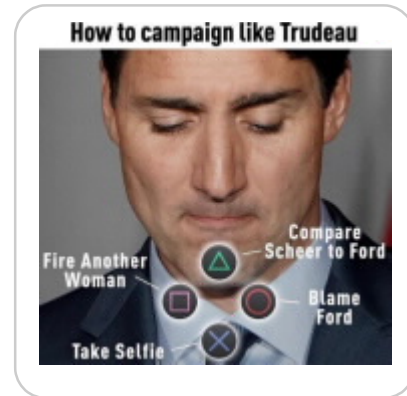 How to campaign like Trudeau
Compare
Scheer to Ford
Fire Another
Woman
Blame
Ford
Take Selfie